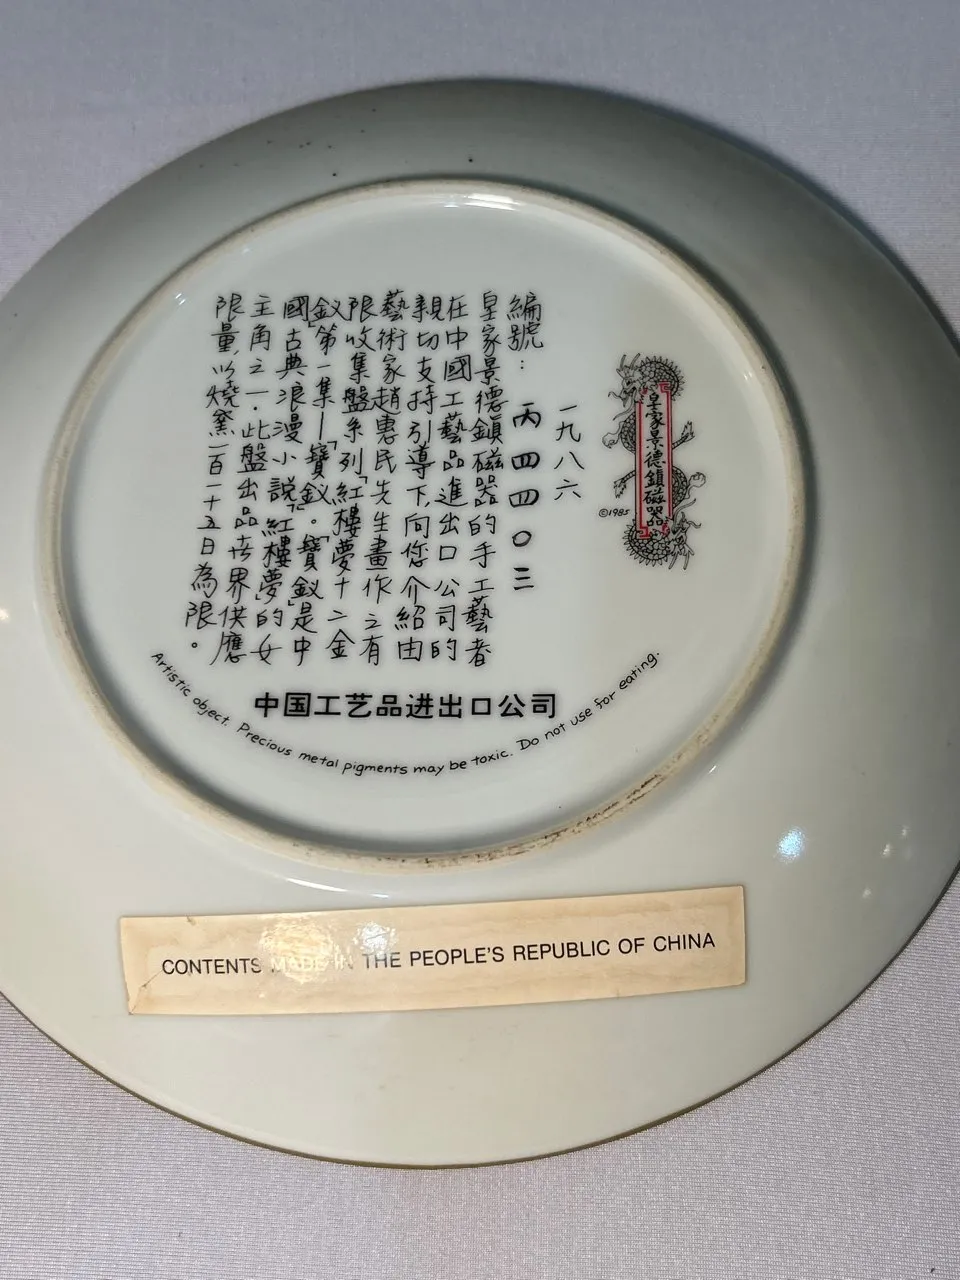 皇家景德鎮磁器
©1985
一九八六
編號：丙四四〇三
皇家景德鎮磁器的手工藝者
在中國工藝品進出口公司的
親切支持引導下,向您介紹由
藝術家趙惠民先生畫作之有
限收集盤系列「紅樓夢十二金
釵」第一集—「寶釵」。「寶釵」是中
國古典浪漫小說「紅樓夢」的女
主角之一．此盤出品世界供應
限量,以燒窯一百一十五日為限。
中国工艺品进出口公司
Artistic object. Precious metal pigments may be toxic. Do not use for eating.
CONTENTS MADE IN THE PEOPLE'S REPUBLIC OF CHINA